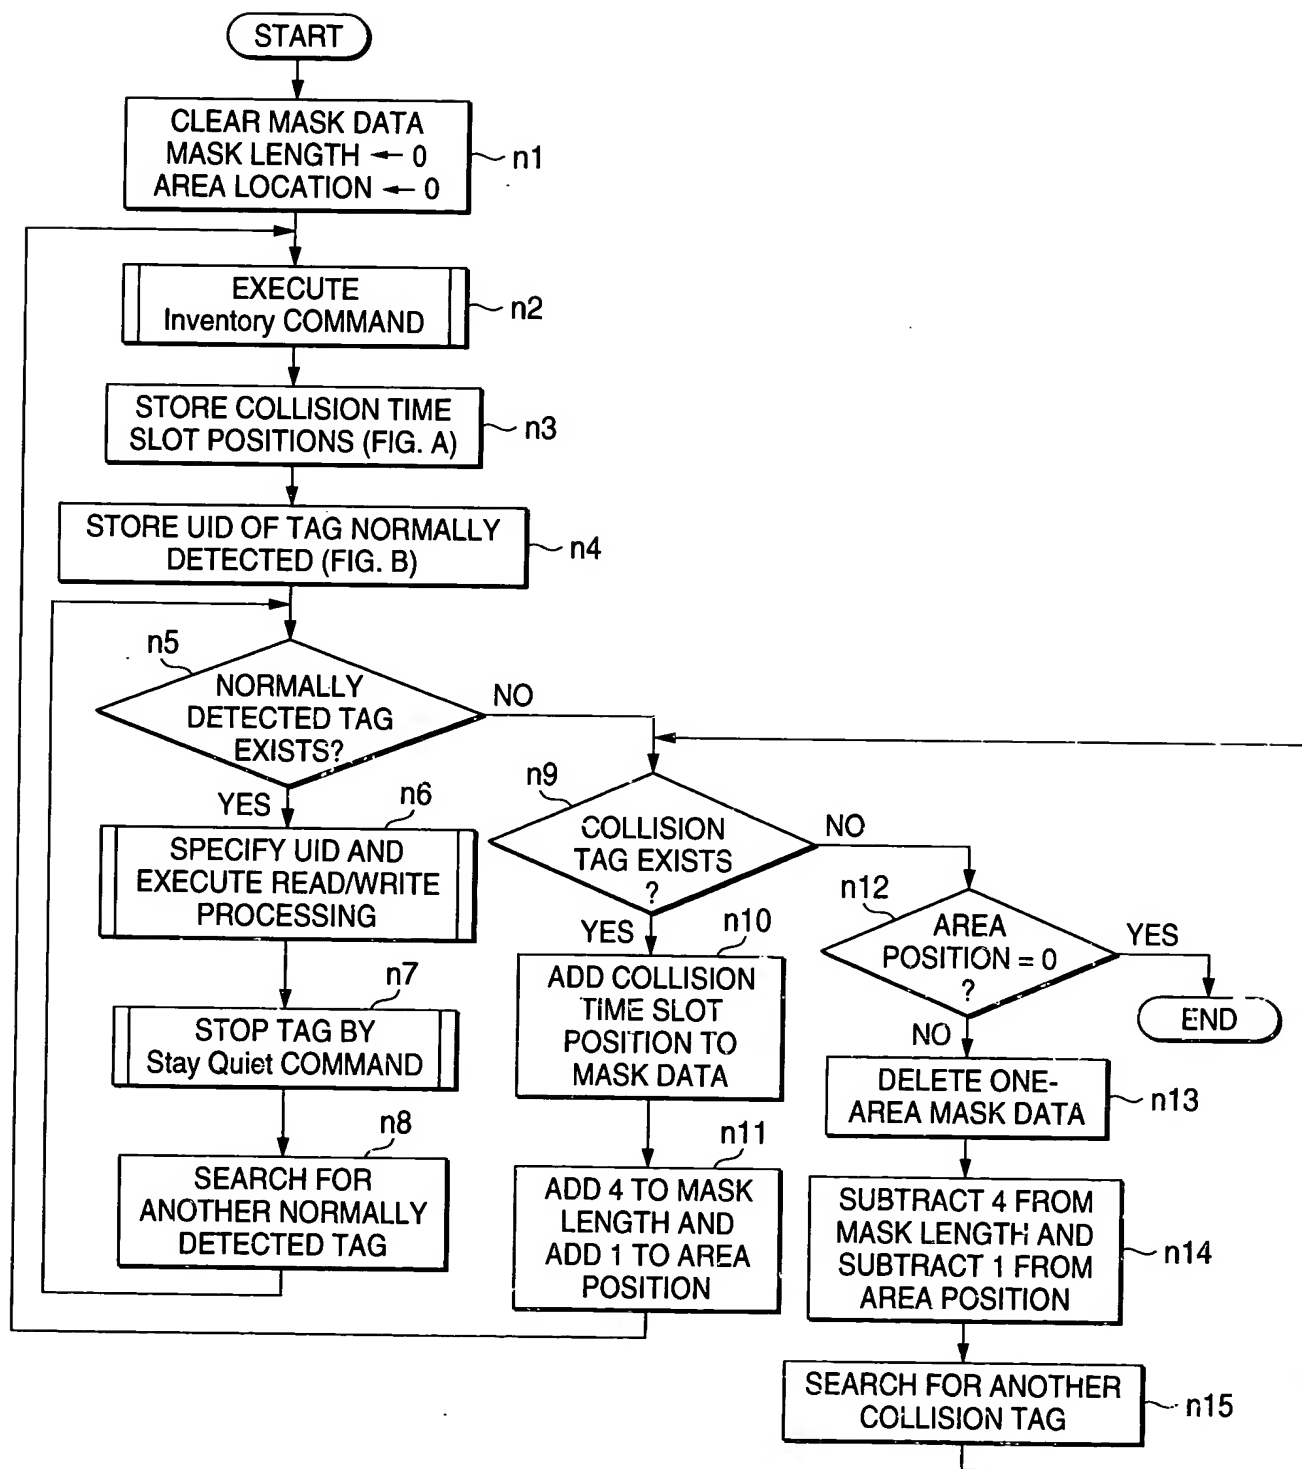 START
CLEAR MASK DATA
MASK LENGTH ← 0
AREA LOCATION ← 0
n1
EXECUTE
Inventory COMMAND
n2
STORE COLLISION TIME
SLOT POSITIONS (FIG. A)
n3
STORE UID OF TAG NORMALLY
DETECTED (FIG. B)
n4
n5
NORMALLY
DETECTED TAG
EXISTS?
NO
YES
n6
SPECIFY UID AND
EXECUTE READ/WRITE
PROCESSING
n7
STOP TAG BY
Stay Quiet COMMAND
n8
SEARCH FOR
ANOTHER NORMALLY
DETECTED TAG
n9
COLLISION
TAG EXISTS
?
NO
YES
n10
ADD COLLISION
TIME SLOT
POSITION TO
MASK DATA
n11
ADD 4 TO MASK
LENGTH AND
ADD 1 TO AREA
POSITION
n12
AREA
POSITION = 0
?
YES
END
NO
DELETE ONE-
AREA MASK DATA
n13
SUBTRACT 4 FROM
MASK LENGTH AND
SUBTRACT 1 FROM
AREA POSITION
n14
SEARCH FOR ANOTHER
COLLISION TAG
n15